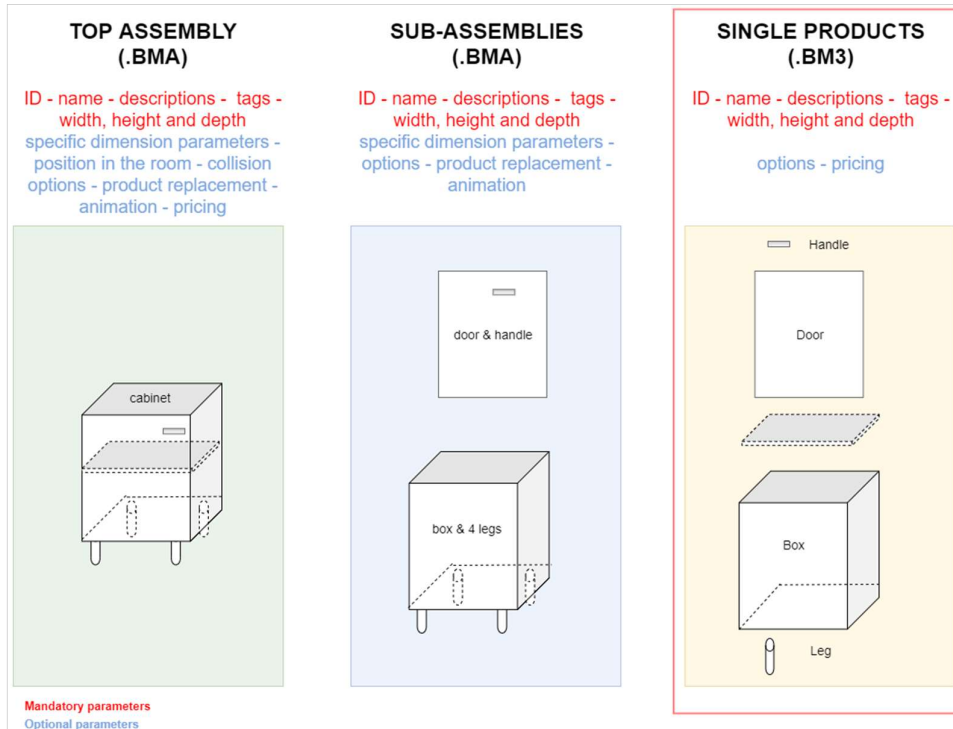 TOP ASSEMBLY
(.BMA)
ID - name - descriptions - tags -
width, height and depth
specific dimension parameters -
position in the room - collision
options - product replacement -
animation - pricing
cabinet
SUB-ASSEMBLIES
(.BMA)
ID - name - descriptions - tags -
width, height and depth
specific dimension parameters -
options - product replacement -
animation
door & handle
box & 4 legs
SINGLE PRODUCTS
(.BM3)
ID - name - descriptions - tags -
width, height and depth
options - pricing
Handle
Door
Box
Leg
Mandatory parameters
Optional parameters